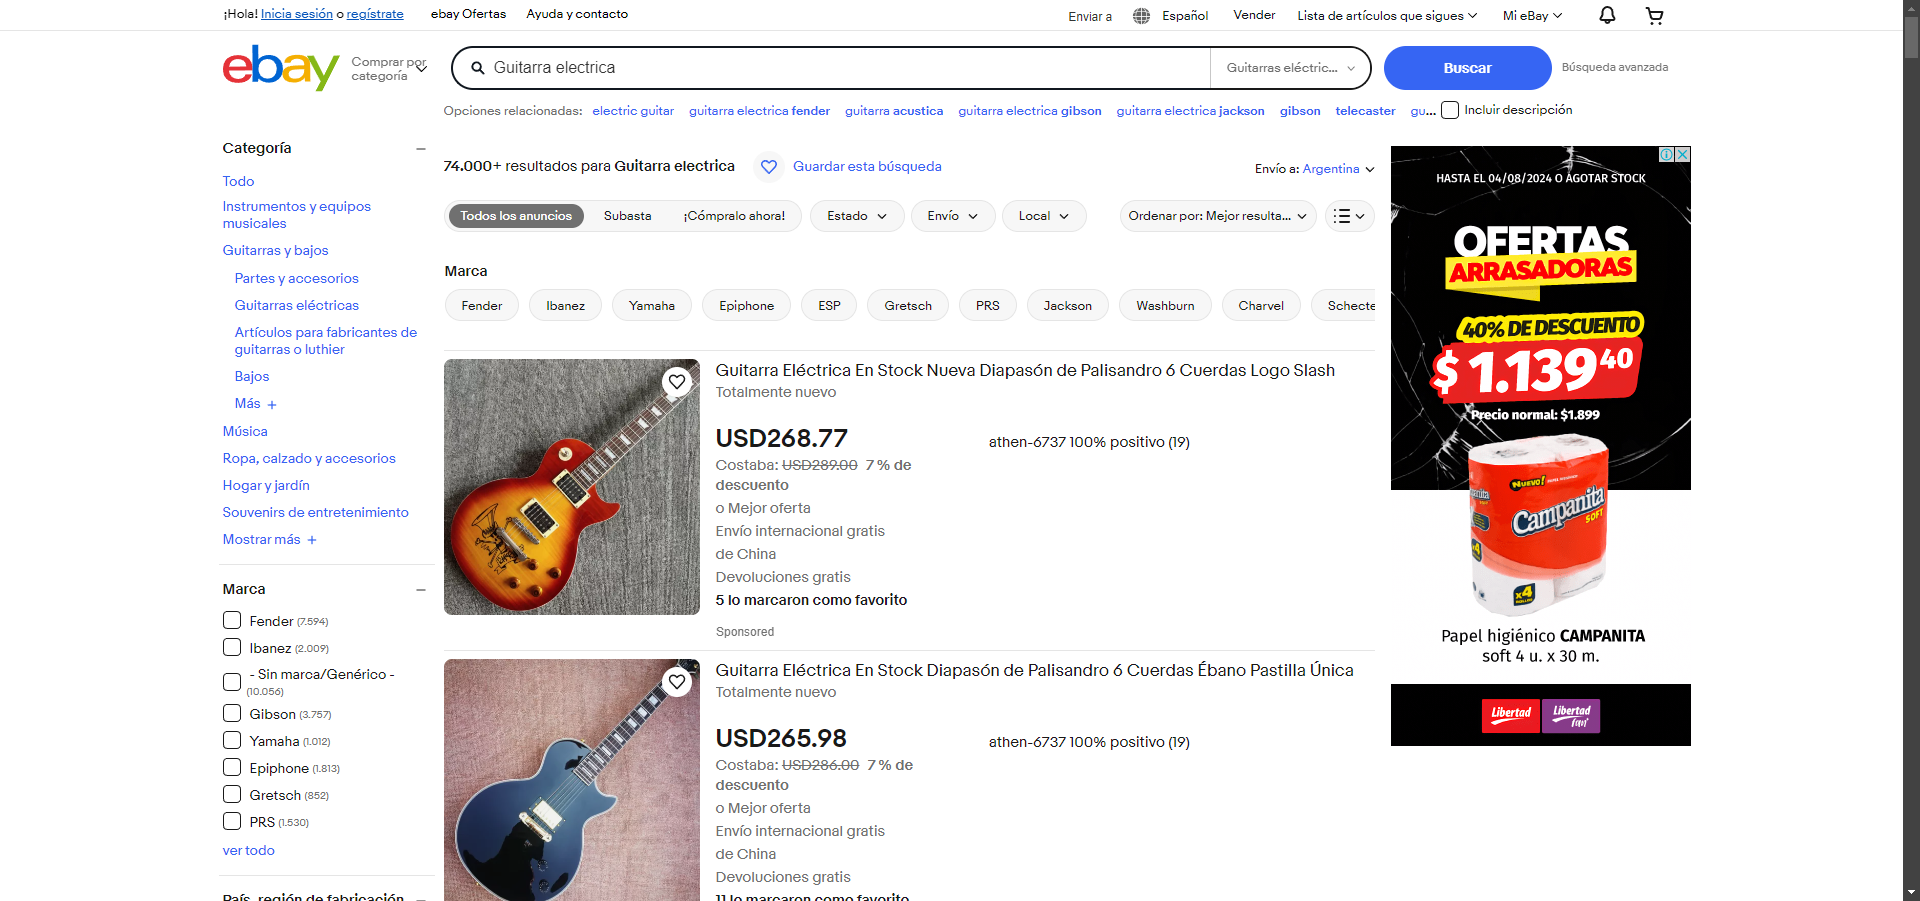 ¡Hola! Inicia sesión o regístrate
ebay Ofertas
Ayuda y contacto
Enviar a
Español
Vender
Lista de artículos que sigues
Mi eBay
ebay
Comprar por
categoría
Guitarra electrica
Guitarras eléctric...
Buscar
Búsqueda avanzada
Opciones relacionadas: electric guitar guitarra electrica fender guitarra acustica guitarra electrica gibson guitarra electrica jackson gibson telecaster gu...
Incluir descripción
Categoría
Todo
Instrumentos y equipos
musicales
Guitarras y bajos
Partes y accesorios
Guitarras eléctricas
Artículos para fabricantes de
guitarras o luthier
Bajos
Más +
Música
Ropa, calzado y accesorios
Hogar y jardín
Souvenirs de entretenimiento
Mostrar más +
Marca
Fender (7.594)
Ibanez (2.009)
- Sin marca/Genérico -
(10.056)
Gibson (3.757)
Yamaha (1.012)
Epiphone (1.813)
Gretsch (852)
PRS (1.530)
ver todo
País, región de fabricación
74.000+ resultados para Guitarra electrica
Guardar esta búsqueda
Envío a: Argentina
Todos los anuncios
Subasta
¡Cómpralo ahora!
Estado
Envío
Local
Ordenar por: Mejor resulta...
Marca
Fender
Ibanez
Yamaha
Epiphone
ESP
Gretsch
PRS
Jackson
Washburn
Charvel
Schecte
Guitarra Eléctrica En Stock Nueva Diapasón de Palisandro 6 Cuerdas Logo Slash
Totalmente nuevo
USD268.77
athen-6737 100% positivo (19)
Costaba: USD289.00 7 % de
descuento
o Mejor oferta
Envío internacional gratis
de China
Devoluciones gratis
5 lo marcaron como favorito
Sponsored
Guitarra Eléctrica En Stock Diapasón de Palisandro 6 Cuerdas Ébano Pastilla Única
Totalmente nuevo
USD265.98
athen-6737 100% positivo (19)
Costaba: USD286.00 7 % de
descuento
o Mejor oferta
Envío internacional gratis
de China
Devoluciones gratis
11 lo marcaron como favorito
HASTA EL 04/08/2024 O AGOTAR STOCK
OFERTAS
ARRASADORAS
40% DE DESCUENTO
$1.139⁴⁰
Precio normal: $1.899
NUEVO!
Campanita
SOFT
x4
Papel higiénico CAMPANITA
soft 4 u. x 30 m.
Libertad
Libertad
fan